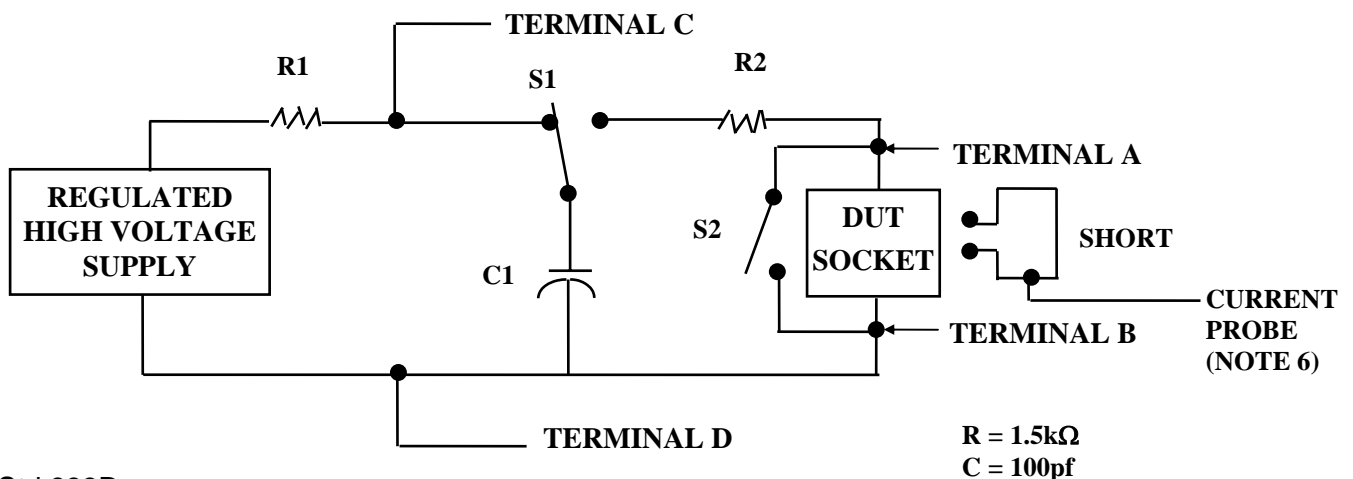 TERMINAL C
R1
S1
R2
TERMINAL A
REGULATED
HIGH VOLTAGE
SUPPLY
S2
DUT
SOCKET
SHORT
C1
CURRENT
PROBE
(NOTE 6)
TERMINAL B
TERMINAL D
R = 1.5kΩ
C = 100pf